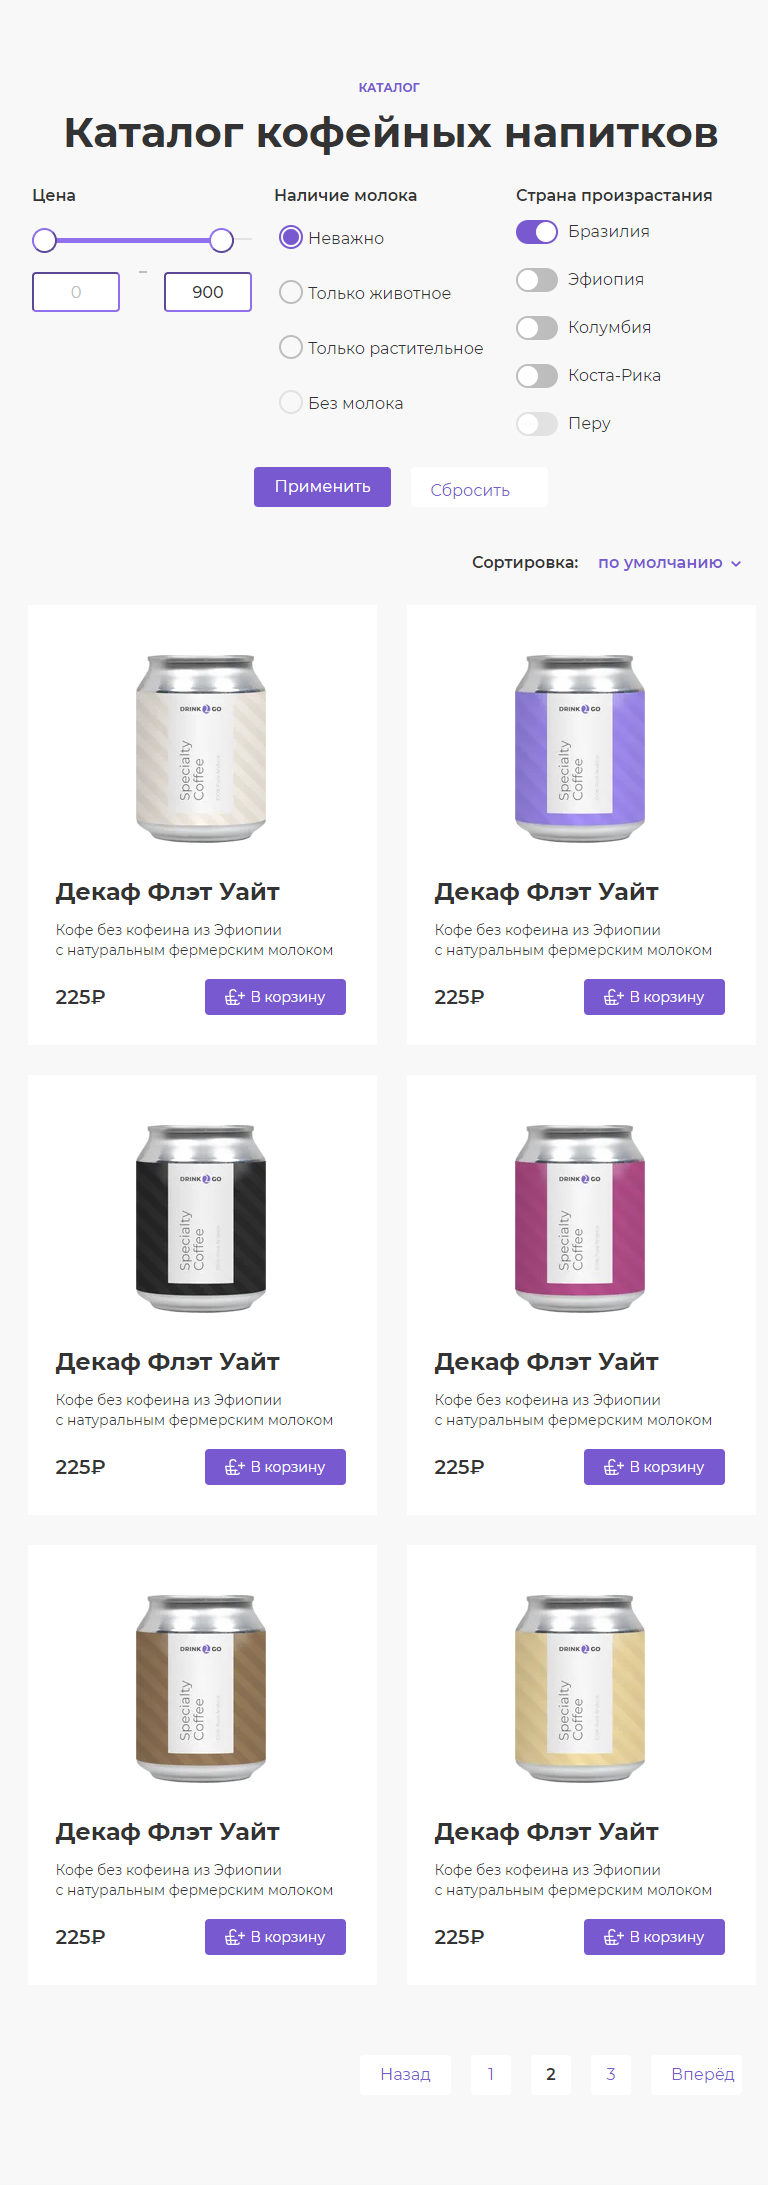 КАТАЛОГ
Каталог кофейных напитков
Цена
0
–
900
Наличие молока
Неважно
Только животное
Только растительное
Без молока
Страна произрастания
Бразилия
Эфиопия
Колумбия
Коста-Рика
Перу
Применить
Сбросить
Сортировка: по умолчанию
DRINK 2 GO
Specialty
Coffee
Декаф Флэт Уайт
Кофе без кофеина из Эфиопии
с натуральным фермерским молоком
225₽
В корзину
DRINK 2 GO
Specialty
Coffee
Декаф Флэт Уайт
Кофе без кофеина из Эфиопии
с натуральным фермерским молоком
225₽
В корзину
DRINK 2 GO
Specialty
Coffee
Декаф Флэт Уайт
Кофе без кофеина из Эфиопии
с натуральным фермерским молоком
225₽
В корзину
DRINK 2 GO
Specialty
Coffee
Декаф Флэт Уайт
Кофе без кофеина из Эфиопии
с натуральным фермерским молоком
225₽
В корзину
DRINK 2 GO
Specialty
Coffee
Декаф Флэт Уайт
Кофе без кофеина из Эфиопии
с натуральным фермерским молоком
225₽
В корзину
DRINK 2 GO
Specialty
Coffee
Декаф Флэт Уайт
Кофе без кофеина из Эфиопии
с натуральным фермерским молоком
225₽
В корзину
Назад 1 2 3 Вперёд